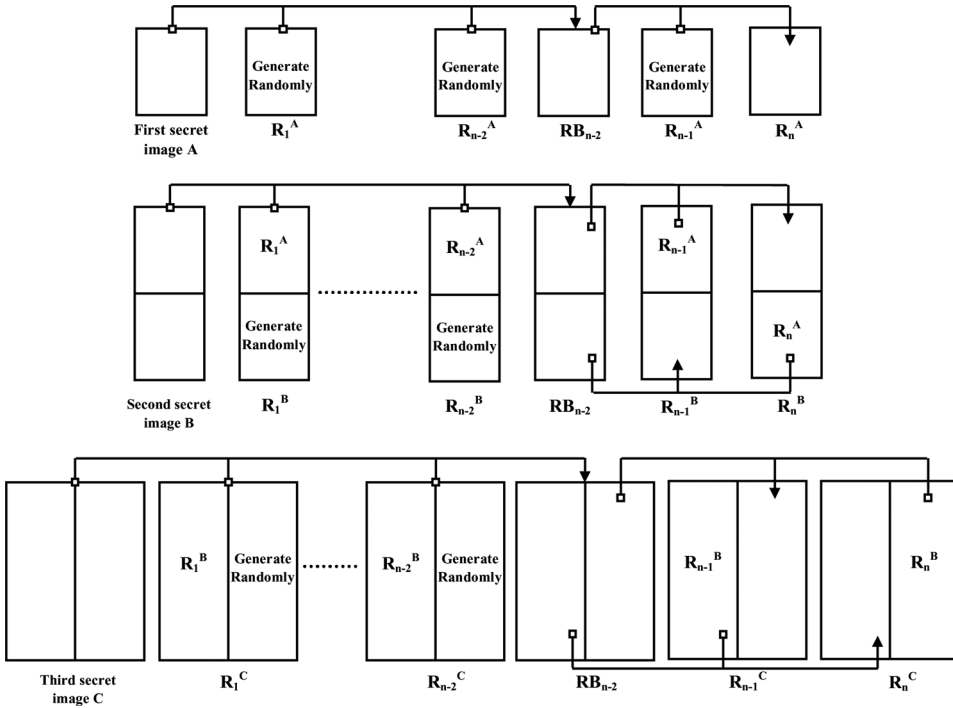 Generate
Randomly
Generate
Randomly
Generate
Randomly
First secret
image A
R₁ᴬ
Rₙ₋₂ᴬ
RBₙ₋₂
Rₙ₋₁ᴬ
Rₙᴬ
R₁ᴬ
Rₙ₋₂ᴬ
Rₙ₋₁ᴬ
Generate
Randomly
Generate
Randomly
Rₙᴬ
Second secret
image B
R₁ᴮ
Rₙ₋₂ᴮ
RBₙ₋₂
Rₙ₋₁ᴮ
Rₙᴮ
R₁ᴮ
Generate
Randomly
Rₙ₋₂ᴮ
Generate
Randomly
Rₙ₋₁ᴮ
Rₙᴮ
Third secret
image C
R₁ᶜ
Rₙ₋₂ᶜ
RBₙ₋₂
Rₙ₋₁ᶜ
Rₙᶜ